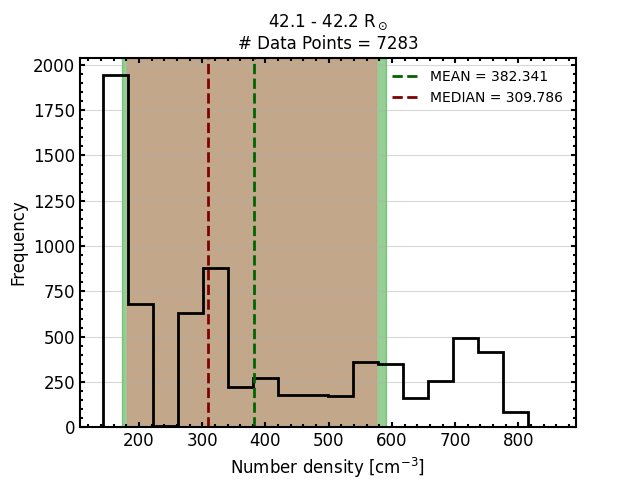 42.1 - 42.2 R⊙
# Data Points = 7283
MEAN = 382.341
MEDIAN = 309.786
Frequency
2000
1750
1500
1250
1000
750
500
250
0
200 300 400 500 600 700 800
Number density [cm⁻³]